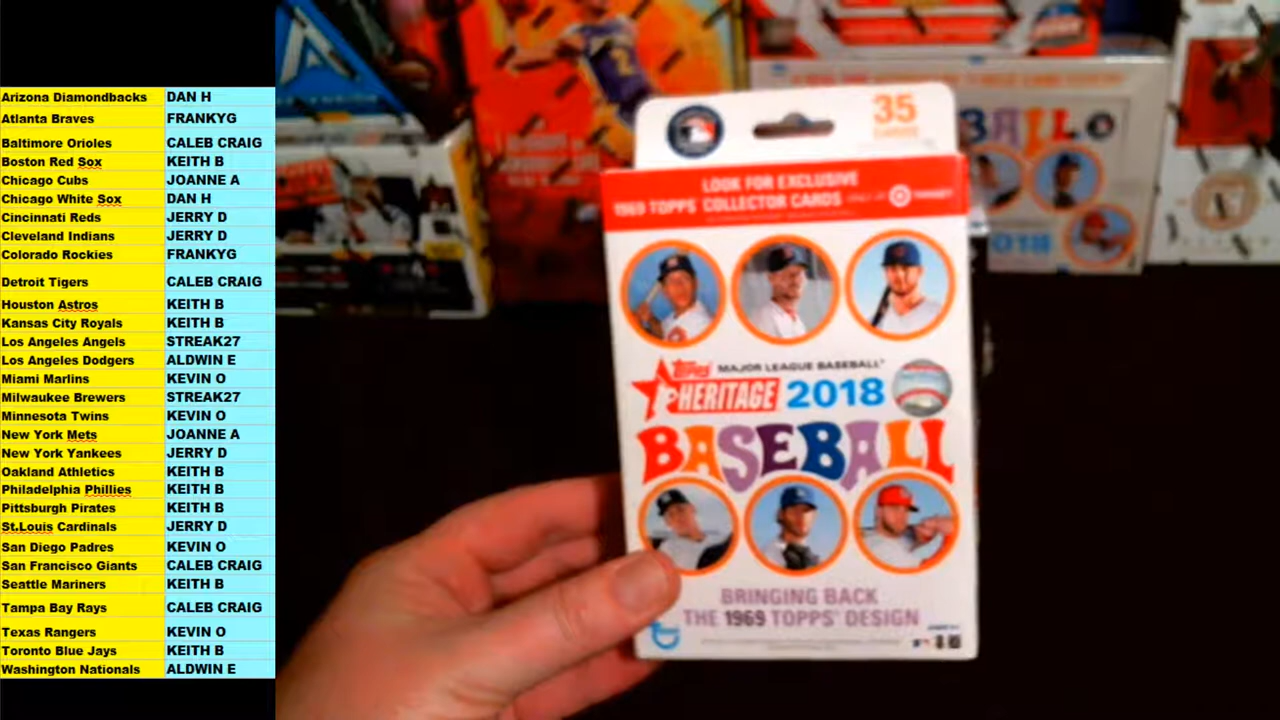 Arizona Diamondbacks DAN H
Atlanta Braves FRANKYG
Baltimore Orioles CALEB CRAIG
Boston Red Sox KEITH B
Chicago Cubs JOANNE A
Chicago White Sox DAN H
Cincinnati Reds JERRY D
Cleveland Indians JERRY D
Colorado Rockies FRANKYG
Detroit Tigers CALEB CRAIG
Houston Astros KEITH B
Kansas City Royals KEITH B
Los Angeles Angels STREAK27
Los Angeles Dodgers ALDWIN E
Miami Marlins KEVIN O
Milwaukee Brewers STREAK27
Minnesota Twins KEVIN O
New York Mets JOANNE A
New York Yankees JERRY D
Oakland Athletics KEITH B
Philadelphia Phillies KEITH B
Pittsburgh Pirates KEITH B
St.Louis Cardinals JERRY D
San Diego Padres KEVIN O
San Francisco Giants CALEB CRAIG
Seattle Mariners KEITH B
Tampa Bay Rays CALEB CRAIG
Texas Rangers KEVIN O
Toronto Blue Jays KEITH B
Washington Nationals ALDWIN E
35
CARDS
LOOK FOR EXCLUSIVE
1969 TOPPS COLLECTOR CARDS
TARGET
Topps MAJOR LEAGUE BASEBALL
HERITAGE 2018
BASEBALL
BRINGING BACK
THE 1969 TOPPS DESIGN
BALL
2018